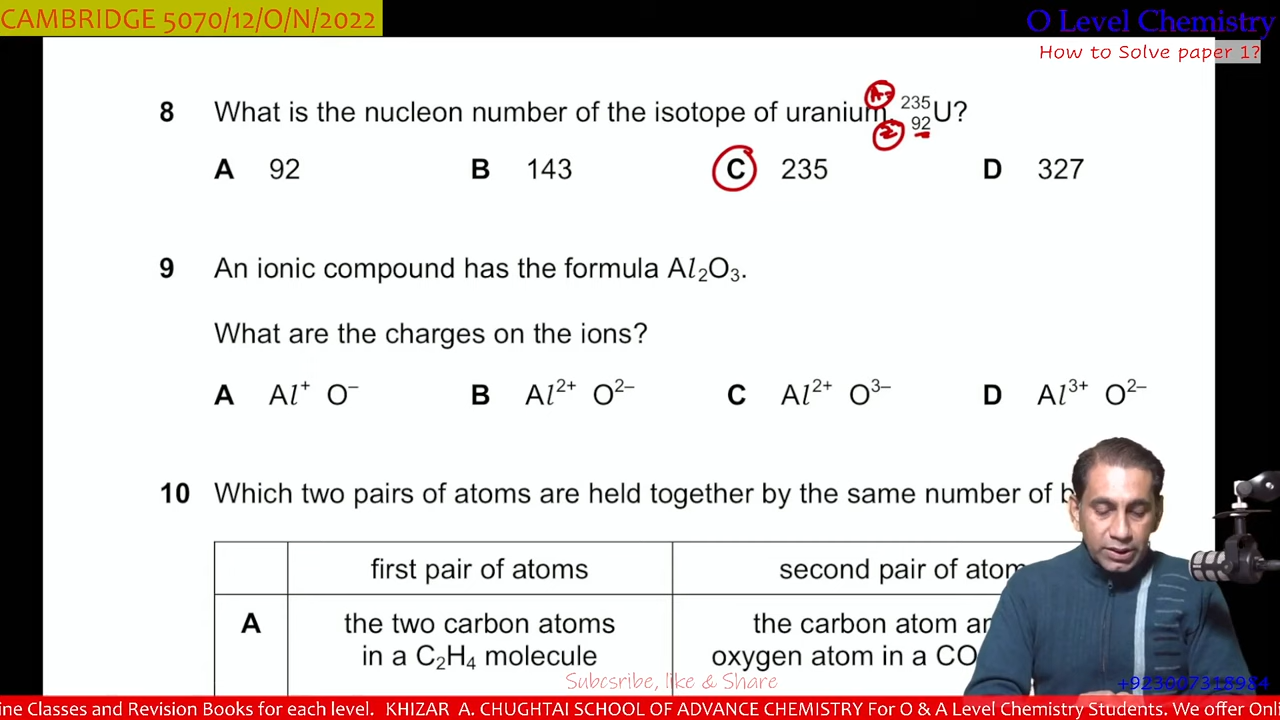 CAMBRIDGE 5070/12/O/N/2022
O Level Chemistry
How to Solve paper 1?
8 What is the nucleon number of the isotope of uranium, ²³⁵₉₂U?
A=
Z=
A 92 B 143 C 235 D 327
9 An ionic compound has the formula Al₂O₃.
What are the charges on the ions?
A Al⁺ O⁻ B Al²⁺ O²⁻ C Al²⁺ O³⁻ D Al³⁺ O²⁻
10 Which two pairs of atoms are held together by the same number of
first pair of atoms second pair of atom
A the two carbon atoms the carbon atom
in a C₂H₄ molecule oxygen atom in a CO
Subcsribe, like & Share
+923007318984
ine Classes and Revision Books for each level. KHIZAR A. CHUGHTAI SCHOOL OF ADVANCE CHEMISTRY For O & A Level Chemistry Students. We offer Onl